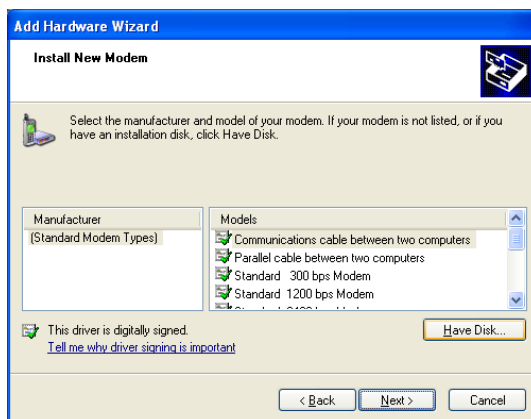 Add Hardware Wizard
Install New Modem
Select the manufacturer and model of your modem. If your modem is not listed, or if you
have an installation disk, click Have Disk.
Manufacturer
(Standard Modem Types)
Models
Communications cable between two computers
Parallel cable between two computers
Standard 300 bps Modem
Standard 1200 bps Modem
This driver is digitally signed.
Tell me why driver signing is important
Have Disk...
< Back
Next >
Cancel